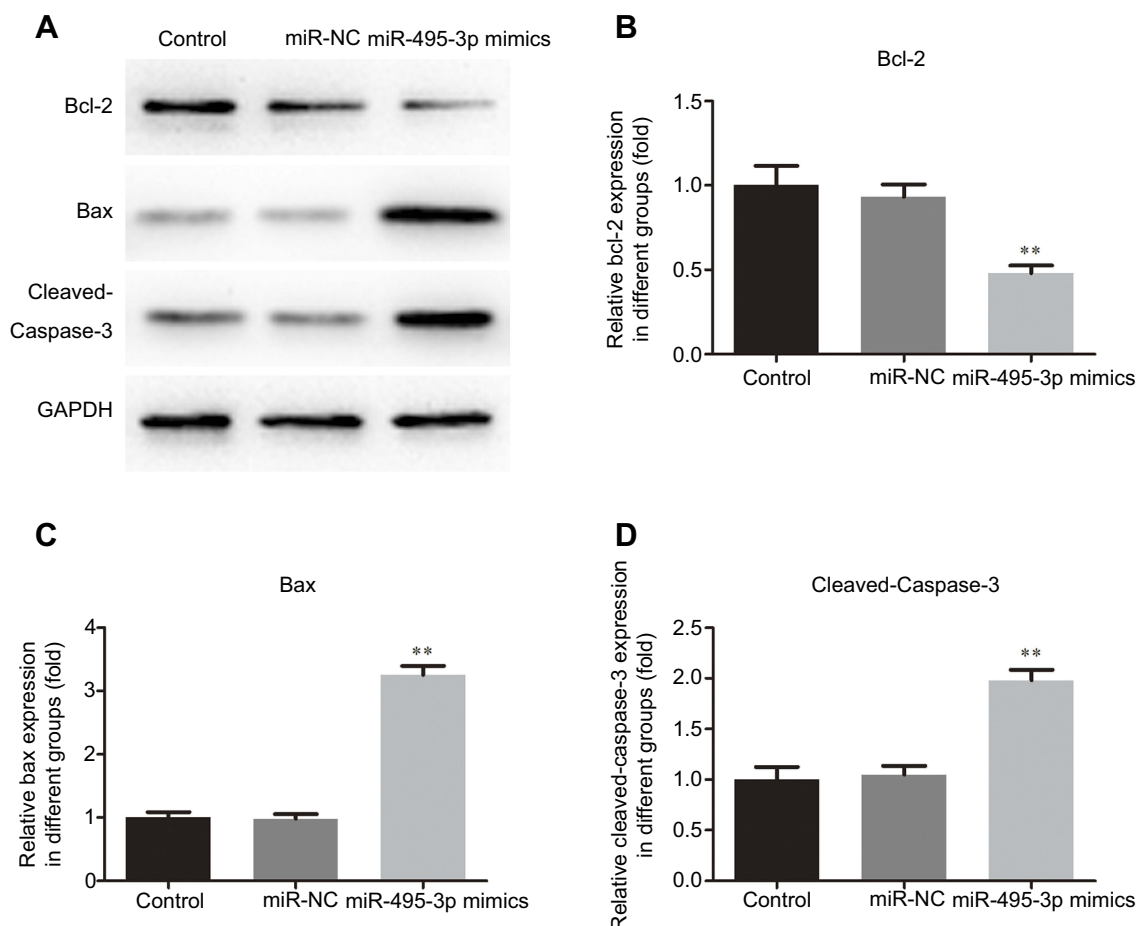 A
Control miR-NC miR-495-3p mimics
Bcl-2
Bax
Cleaved-
Caspase-3
GAPDH
B
Bcl-2
Relative bcl-2 expression
in different groups (fold)
1.5
1.0
**
0.5
0.0
Control miR-NC miR-495-3p mimics
C
Bax
Relative bax expression
in different groups (fold)
4
**
3
2
1
0
Control miR-NC miR-495-3p mimics
D
Cleaved-Caspase-3
Relative cleaved-caspase-3 expression
in different groups (fold)
2.5
**
2.0
1.5
1.0
0.5
0.0
Control miR-NC miR-495-3p mimics